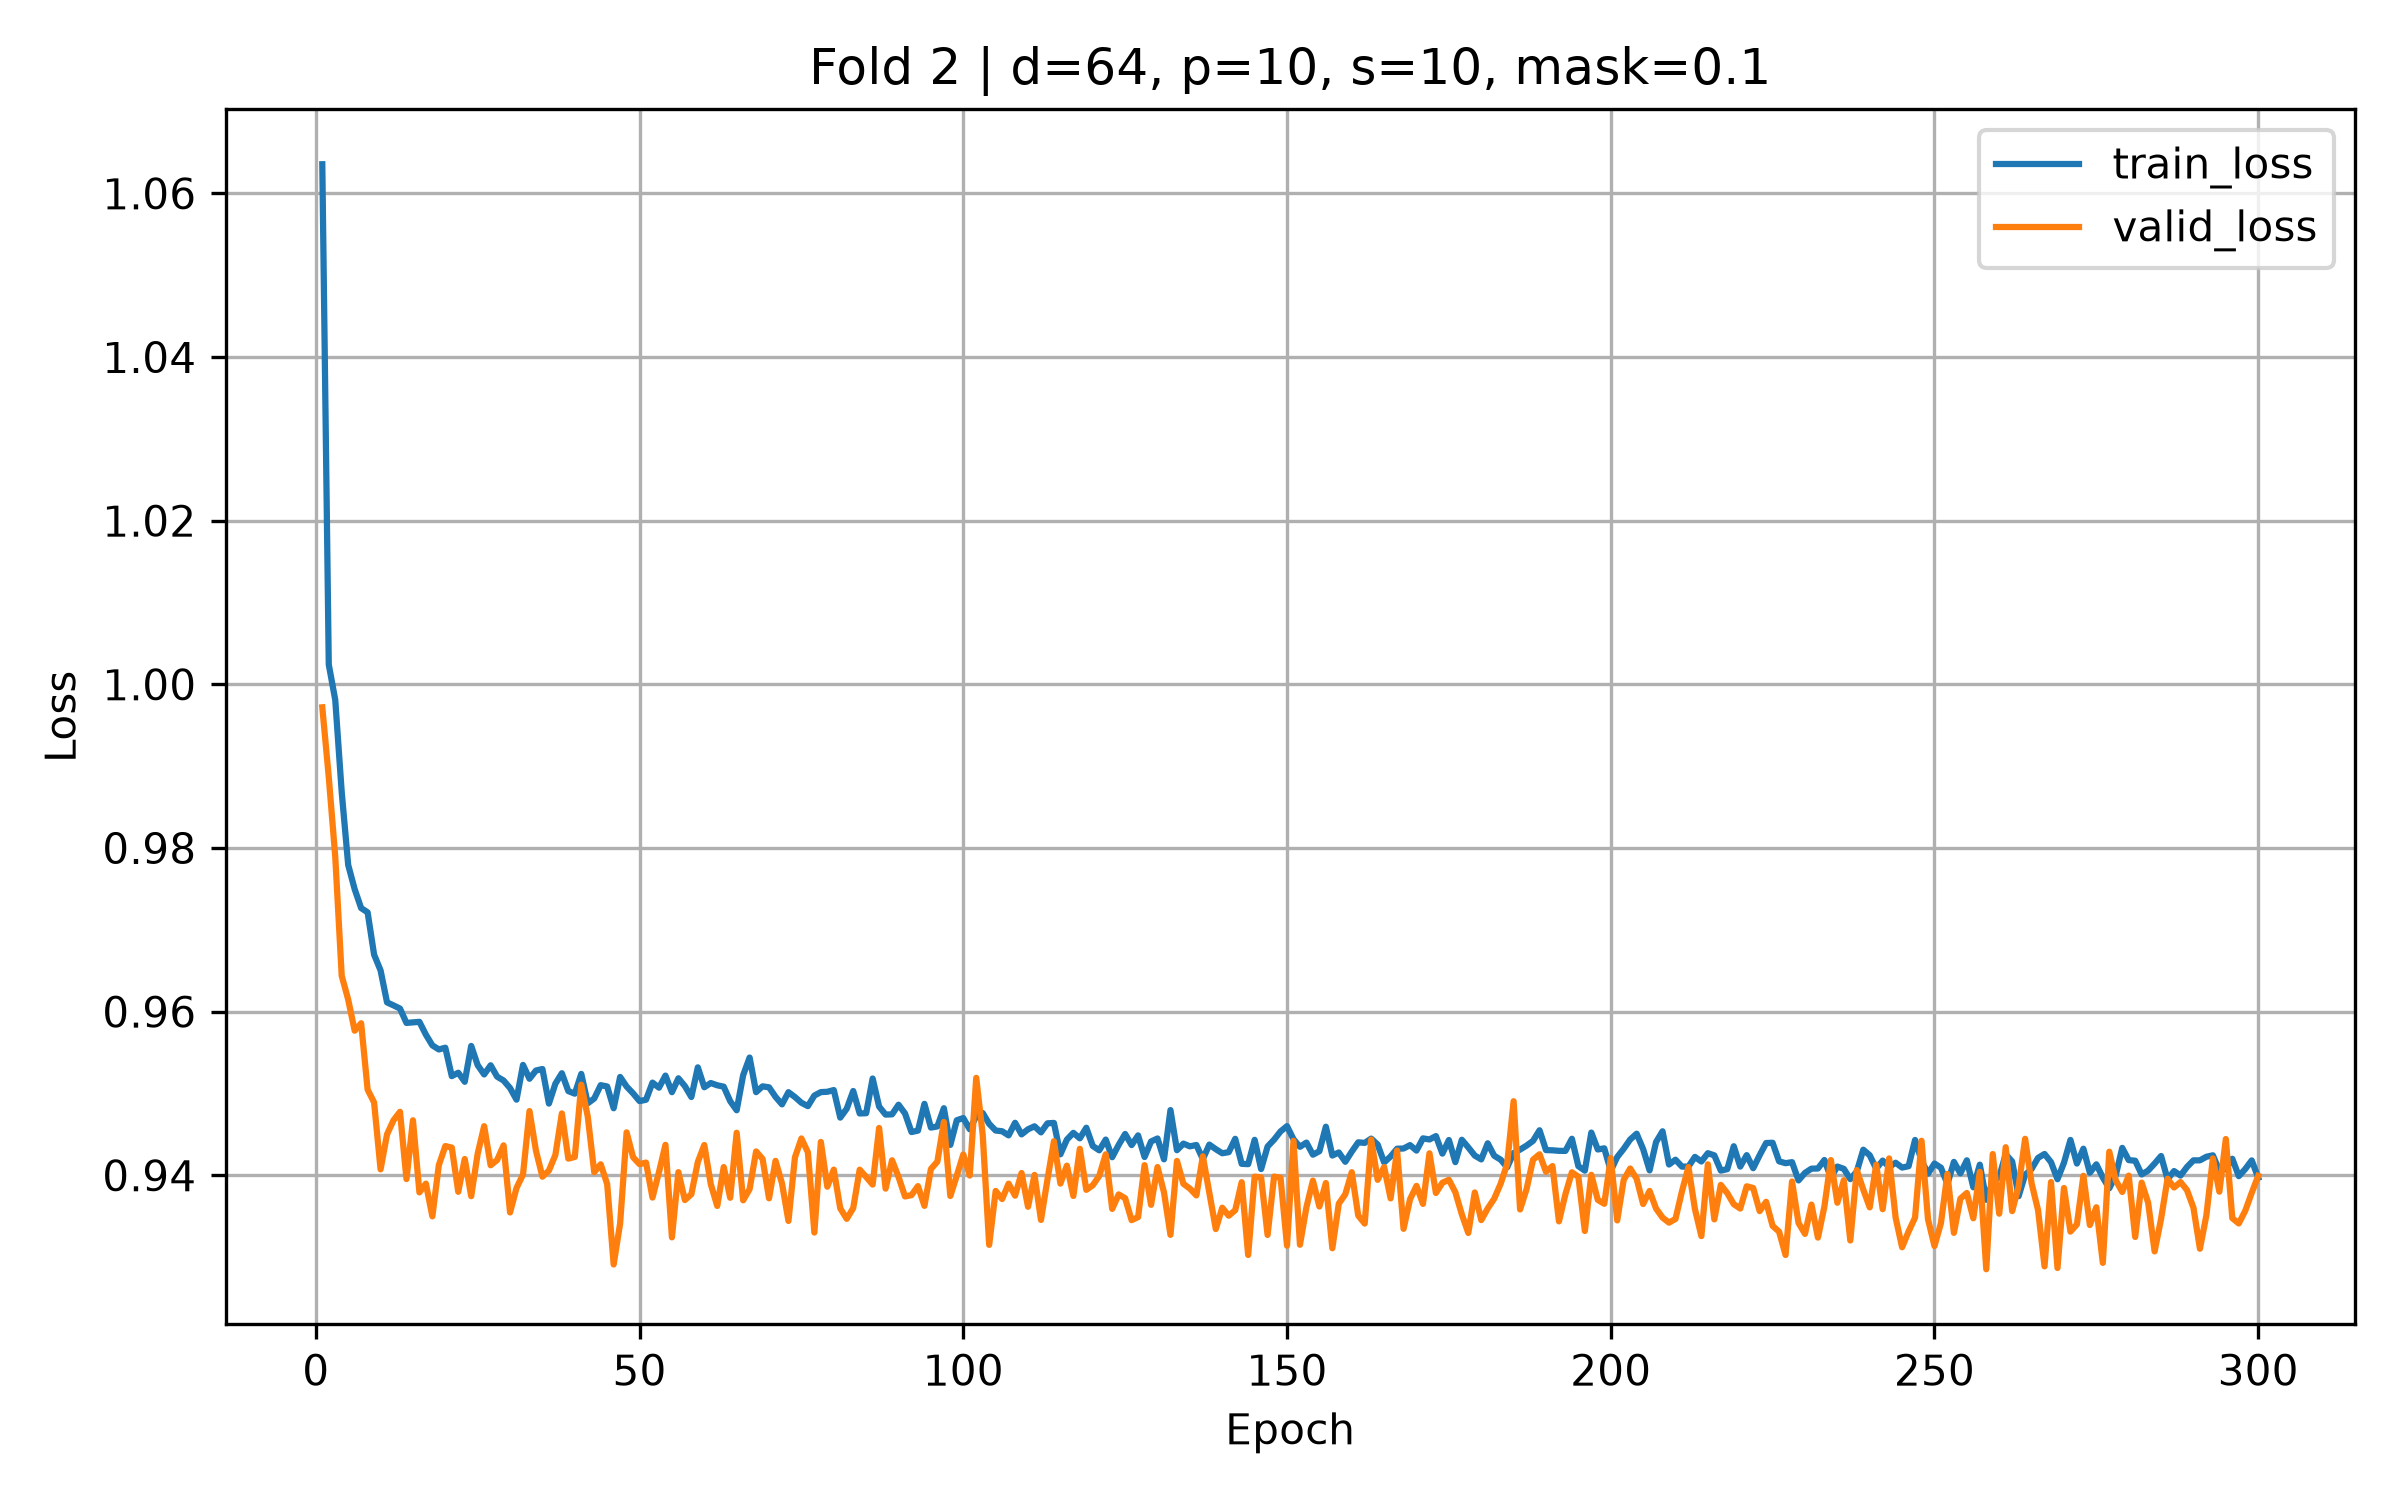 Fold 2 | d=64, p=10, s=10, mask=0.1
train_loss
valid_loss
1.06
1.04
1.02
1.00
0.98
0.96
0.94
Loss
0 50 100 150 200 250 300
Epoch